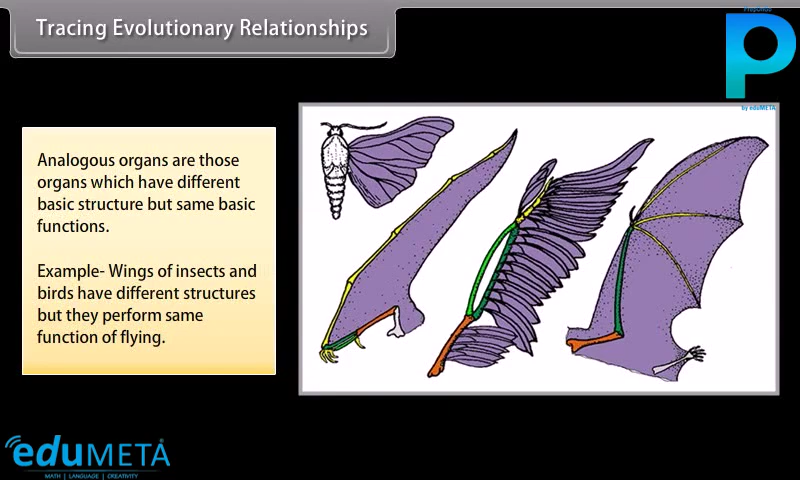 Tracing Evolutionary Relationships
by eduMETA
Analogous organs are those
organs which have different
basic structure but same basic
functions.
Example- Wings of insects and
birds have different structures
but they perform same
function of flying.
eduMETA
MATH | LANGUAGE | CREATIVITY